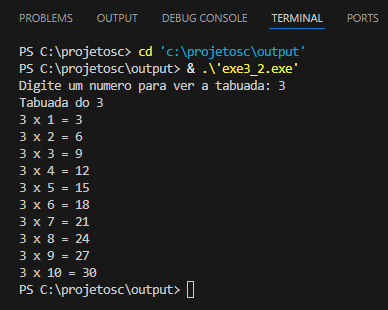 PROBLEMS OUTPUT DEBUG CONSOLE TERMINAL PORTS
PS C:\projetosc> cd 'c:\projetosc\output'
PS C:\projetosc\output> & .\'exe3_2.exe'
Digite um numero para ver a tabuada: 3
Tabuada do 3
3 x 1 = 3
3 x 2 = 6
3 x 3 = 9
3 x 4 = 12
3 x 5 = 15
3 x 6 = 18
3 x 7 = 21
3 x 8 = 24
3 x 9 = 27
3 x 10 = 30
PS C:\projetosc\output>